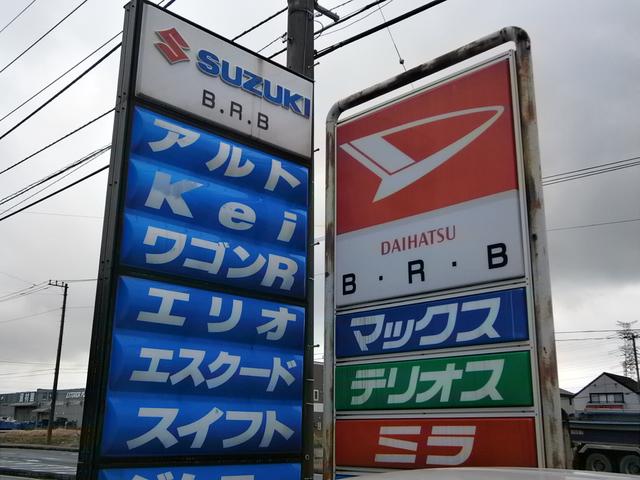 SUZUKI
B.R.B
アルト
Kei
ワゴンR
エリオ
エスクード
スイフト
DAIHATSU
B・R・B
マックス
テリオス
ミラ